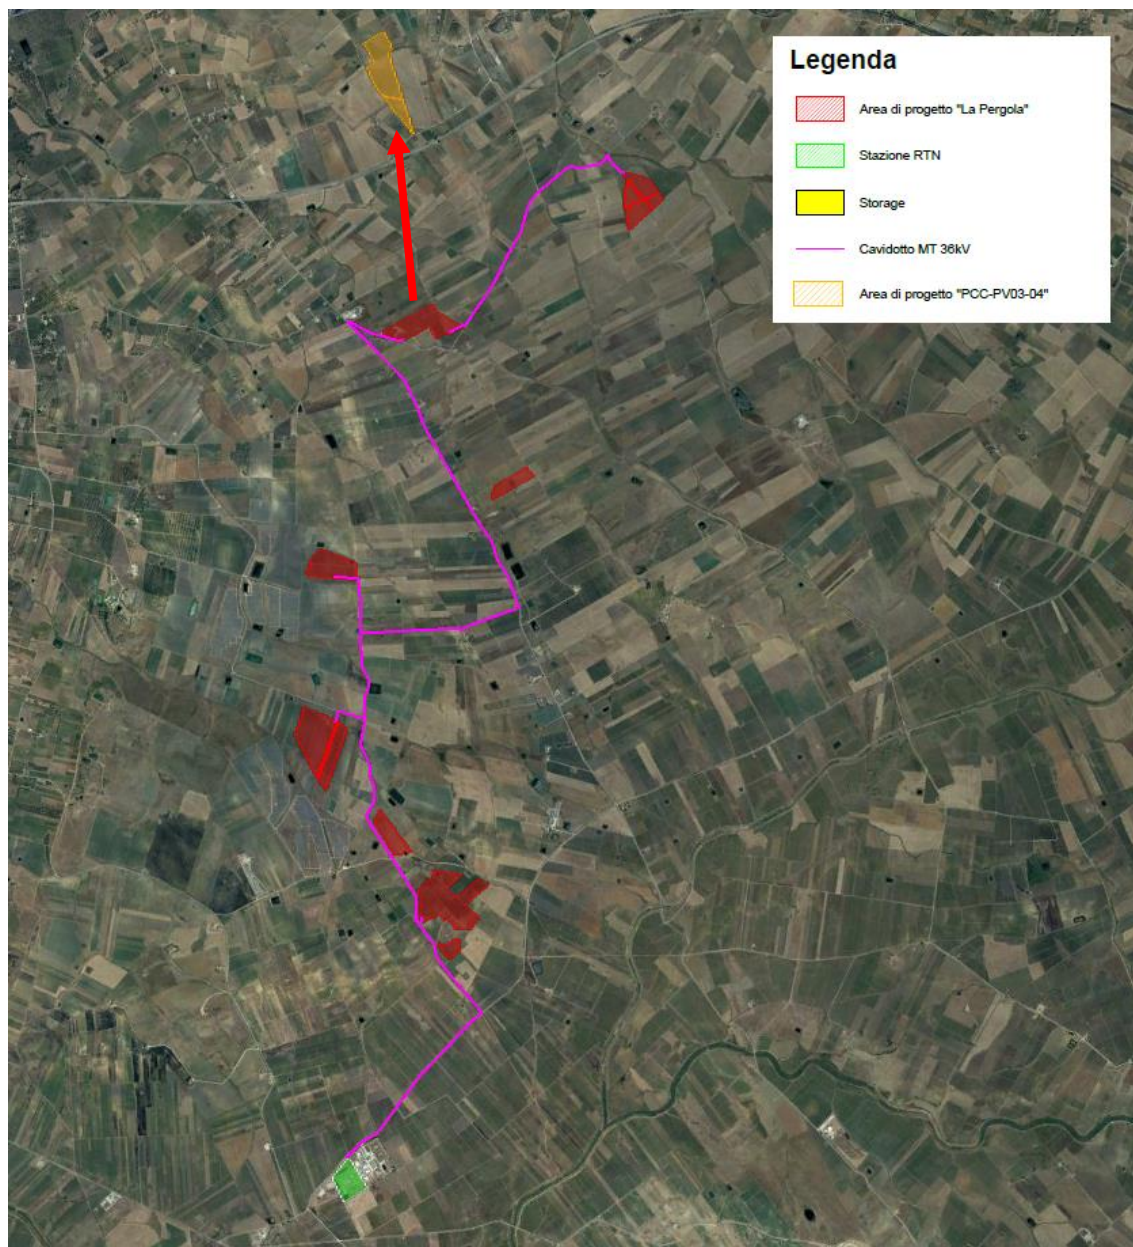 Legenda
Area di progetto "La Pergola"
Stazione RTN
Storage
Cavidotto MT 36kV
Area di progetto "PCC-PV03-04"